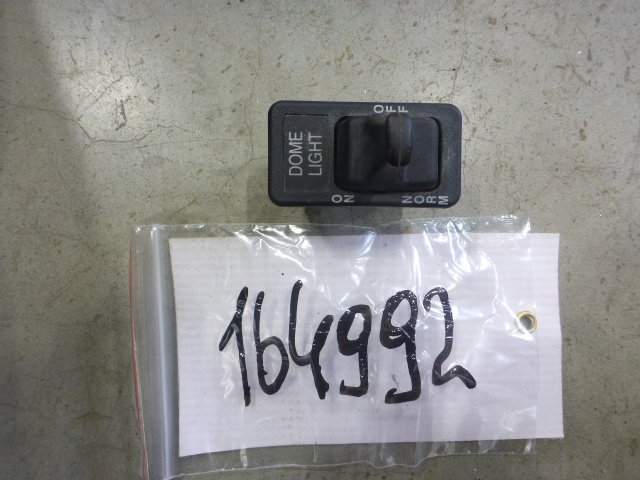 DOME
LIGHT
OFF
ON
NORM
164992